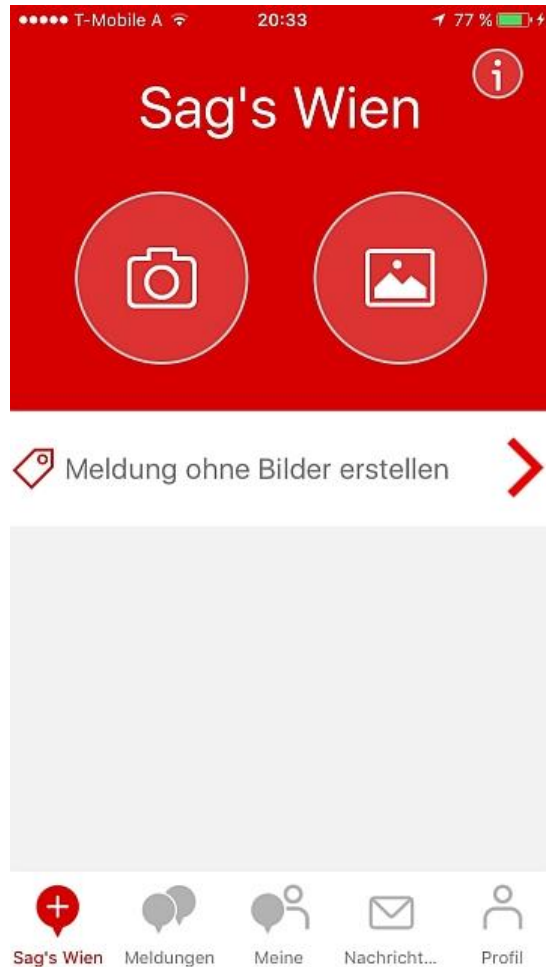 T-Mobile A 20:33 77 %
Sag's Wien
Meldung ohne Bilder erstellen
Sag's Wien Meldungen Meine Nachricht... Profil